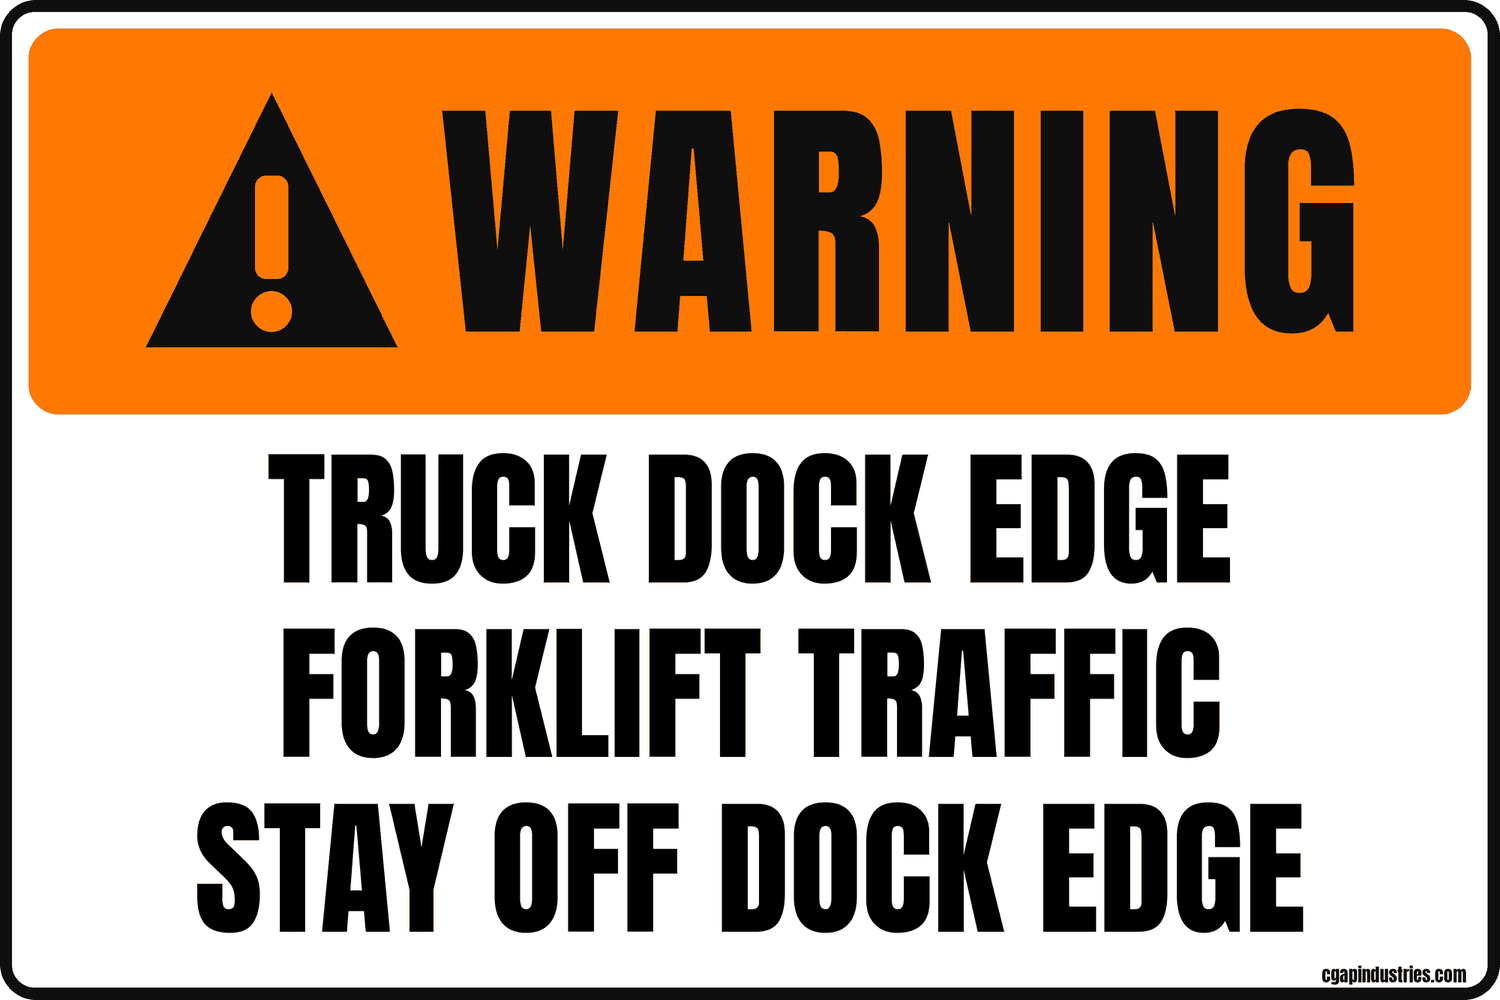 WARNING
TRUCK DOCK EDGE
FORKLIFT TRAFFIC
STAY OFF DOCK EDGE
cgapindustries.com